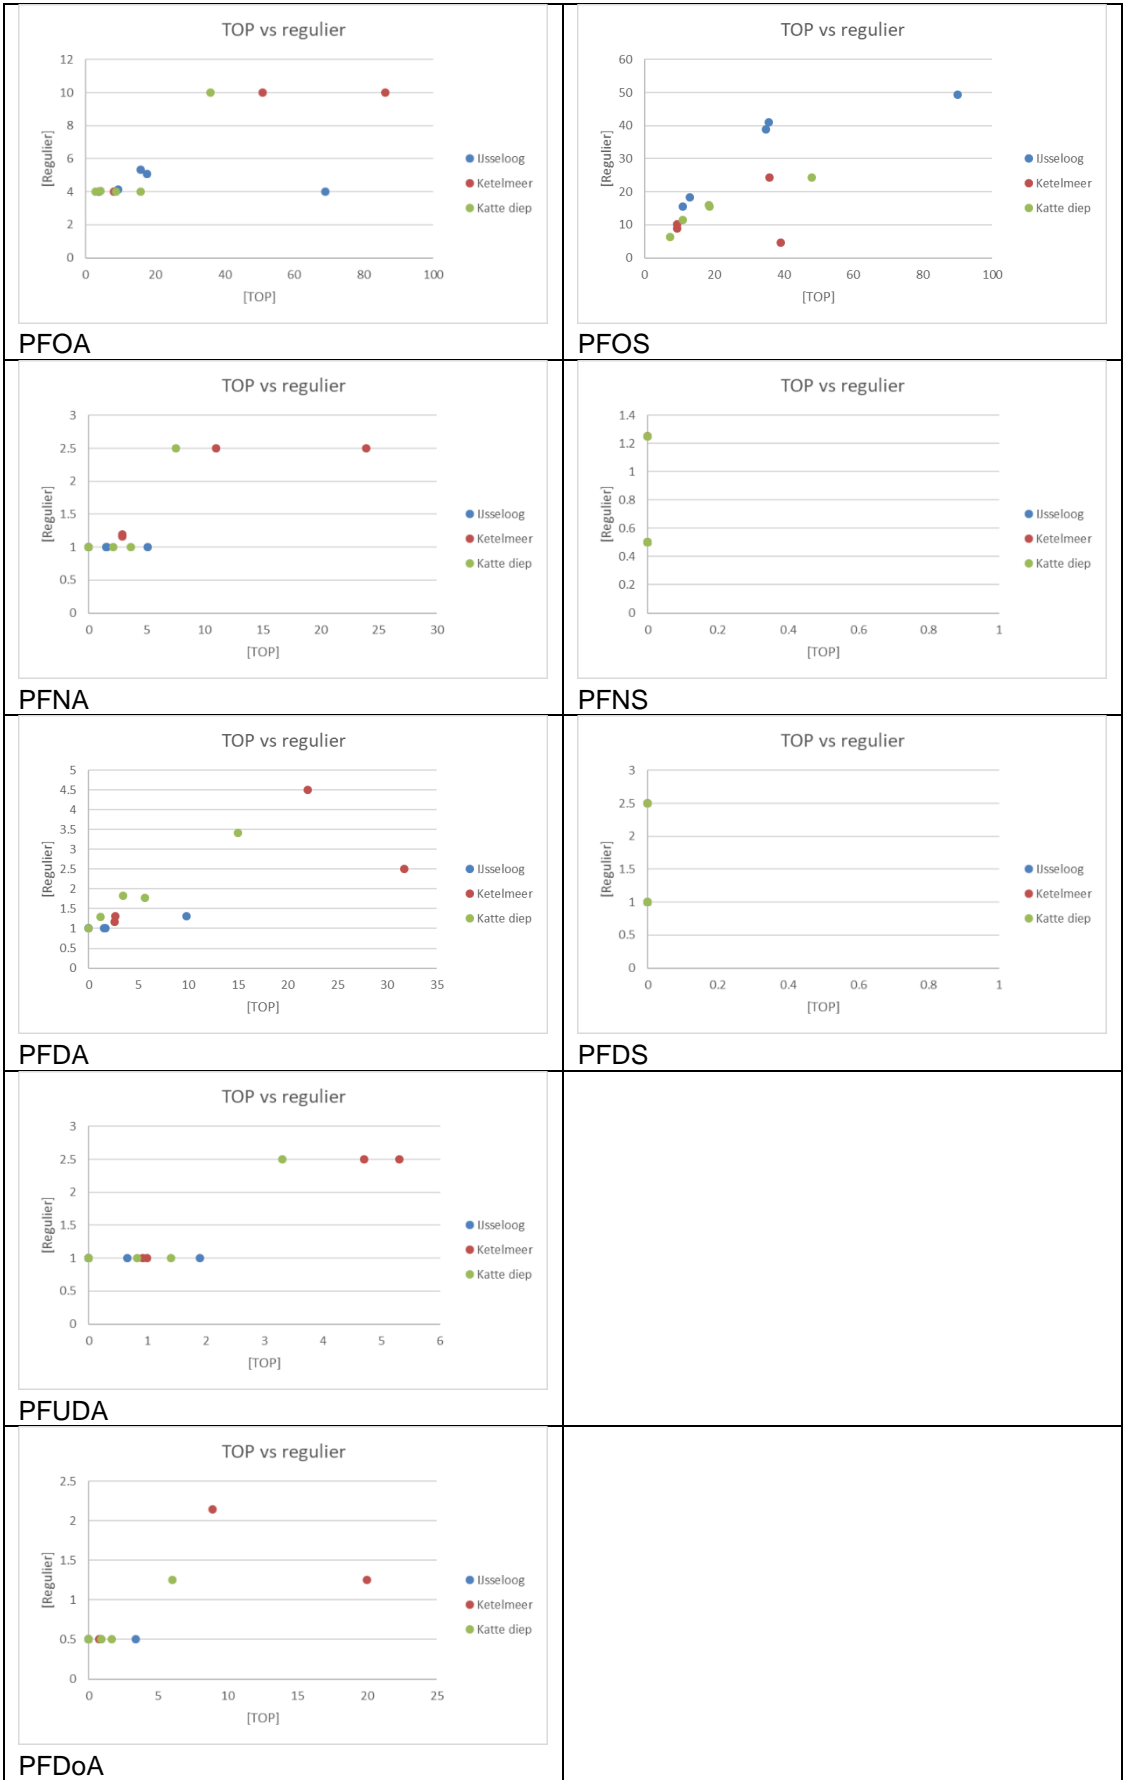 TOP vs regulier
12
10
8
6
4
2
0
0 20 40 60 80 100
[Regulier]
[TOP]
IJsseloog
Ketelmeer
Katte diep
PFOA
TOP vs regulier
60
50
40
30
20
10
0
0 20 40 60 80 100
[Regulier]
[TOP]
IJsseloog
Ketelmeer
Katte diep
PFOS
TOP vs regulier
3
2.5
2
1.5
1
0.5
0
0 5 10 15 20 25 30
[Regulier]
[TOP]
IJsseloog
Ketelmeer
Katte diep
PFNA
TOP vs regulier
1.4
1.2
1
0.8
0.6
0.4
0.2
0
0 0.2 0.4 0.6 0.8 1
[Regulier]
[TOP]
IJsseloog
Ketelmeer
Katte diep
PFNS
TOP vs regulier
5
4.5
4
3.5
3
2.5
2
1.5
1
0.5
0
0 5 10 15 20 25 30 35
[Regulier]
[TOP]
IJsseloog
Ketelmeer
Katte diep
PFDA
TOP vs regulier
3
2.5
2
1.5
1
0.5
0
0 0.2 0.4 0.6 0.8 1
[Regulier]
[TOP]
IJsseloog
Ketelmeer
Katte diep
PFDS
TOP vs regulier
3
2.5
2
1.5
1
0.5
0
0 1 2 3 4 5 6
[Regulier]
[TOP]
IJsseloog
Ketelmeer
Katte diep
PFUDA
TOP vs regulier
2.5
2
1.5
1
0.5
0
0 5 10 15 20 25
[Regulier]
[TOP]
IJsseloog
Ketelmeer
Katte diep
PFDoA